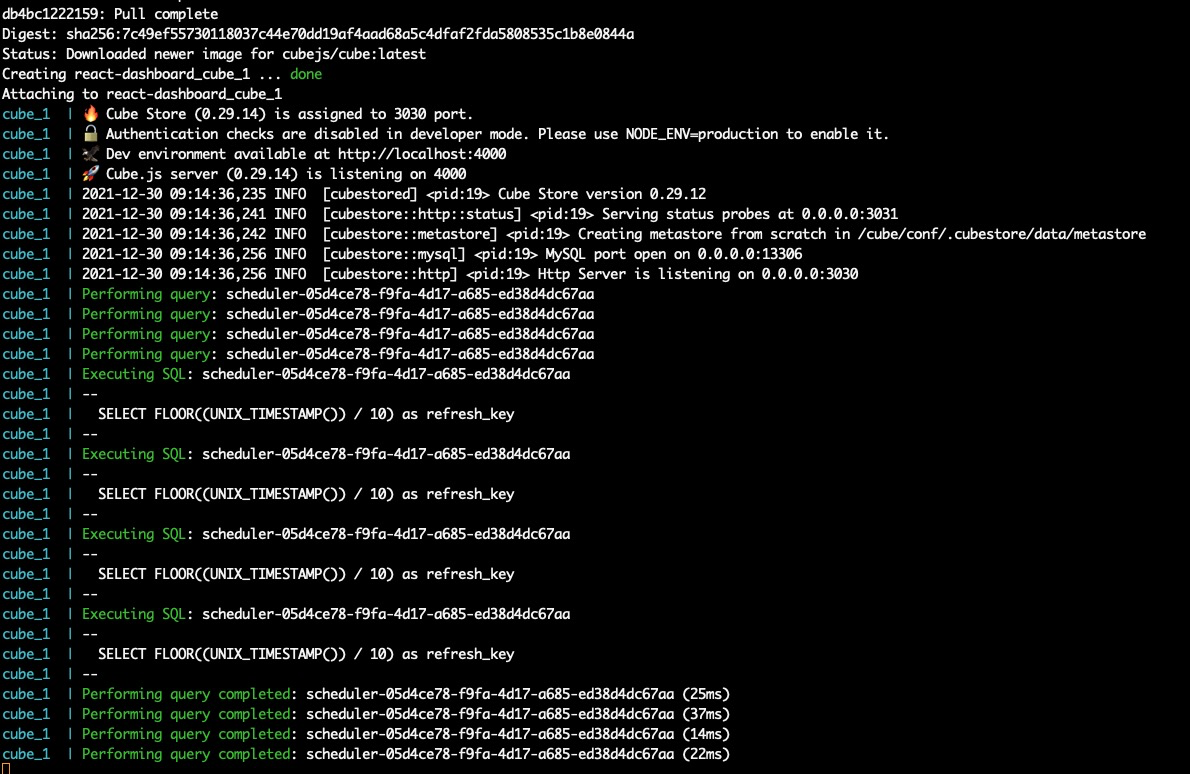 db4bc1222159: Pull complete
Digest: sha256:7c49ef55730118037c44e70dd19af4aad68a5c4dfaf2fda5808535c1b8e0844a
Status: Downloaded newer image for cubejs/cube:latest
Creating react-dashboard_cube_1 ... done
Attaching to react-dashboard_cube_1
cube_1  | 🔥 Cube Store (0.29.14) is assigned to 3030 port.
cube_1  | 🔓 Authentication checks are disabled in developer mode. Please use NODE_ENV=production to enable it.
cube_1  | 🦅 Dev environment available at http://localhost:4000
cube_1  | 🚀 Cube.js server (0.29.14) is listening on 4000
cube_1  | 2021-12-30 09:14:36,235 INFO  [cubestored] <pid:19> Cube Store version 0.29.12
cube_1  | 2021-12-30 09:14:36,241 INFO  [cubestore::http::status] <pid:19> Serving status probes at 0.0.0.0:3031
cube_1  | 2021-12-30 09:14:36,242 INFO  [cubestore::metastore] <pid:19> Creating metastore from scratch in /cube/conf/.cubestore/data/metastore
cube_1  | 2021-12-30 09:14:36,256 INFO  [cubestore::mysql] <pid:19> MySQL port open on 0.0.0.0:13306
cube_1  | 2021-12-30 09:14:36,256 INFO  [cubestore::http] <pid:19> Http Server is listening on 0.0.0.0:3030
cube_1  | Performing query: scheduler-05d4ce78-f9fa-4d17-a685-ed38d4dc67aa
cube_1  | Performing query: scheduler-05d4ce78-f9fa-4d17-a685-ed38d4dc67aa
cube_1  | Performing query: scheduler-05d4ce78-f9fa-4d17-a685-ed38d4dc67aa
cube_1  | Performing query: scheduler-05d4ce78-f9fa-4d17-a685-ed38d4dc67aa
cube_1  | Executing SQL: scheduler-05d4ce78-f9fa-4d17-a685-ed38d4dc67aa
cube_1  | --
cube_1  |   SELECT FLOOR((UNIX_TIMESTAMP()) / 10) as refresh_key
cube_1  | --
cube_1  | Executing SQL: scheduler-05d4ce78-f9fa-4d17-a685-ed38d4dc67aa
cube_1  | --
cube_1  |   SELECT FLOOR((UNIX_TIMESTAMP()) / 10) as refresh_key
cube_1  | --
cube_1  | Executing SQL: scheduler-05d4ce78-f9fa-4d17-a685-ed38d4dc67aa
cube_1  | --
cube_1  |   SELECT FLOOR((UNIX_TIMESTAMP()) / 10) as refresh_key
cube_1  | --
cube_1  | Executing SQL: scheduler-05d4ce78-f9fa-4d17-a685-ed38d4dc67aa
cube_1  | --
cube_1  |   SELECT FLOOR((UNIX_TIMESTAMP()) / 10) as refresh_key
cube_1  | --
cube_1  | Performing query completed: scheduler-05d4ce78-f9fa-4d17-a685-ed38d4dc67aa (25ms)
cube_1  | Performing query completed: scheduler-05d4ce78-f9fa-4d17-a685-ed38d4dc67aa (37ms)
cube_1  | Performing query completed: scheduler-05d4ce78-f9fa-4d17-a685-ed38d4dc67aa (14ms)
cube_1  | Performing query completed: scheduler-05d4ce78-f9fa-4d17-a685-ed38d4dc67aa (22ms)